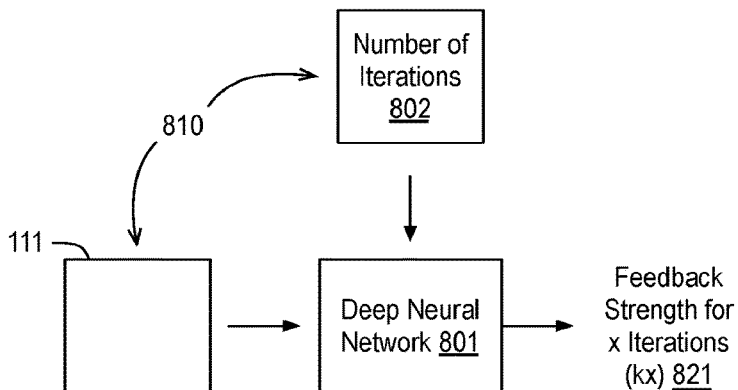 Number of
Iterations
802
810
111
Deep Neural
Network 801
Feedback
Strength for
x Iterations
(kx) 821